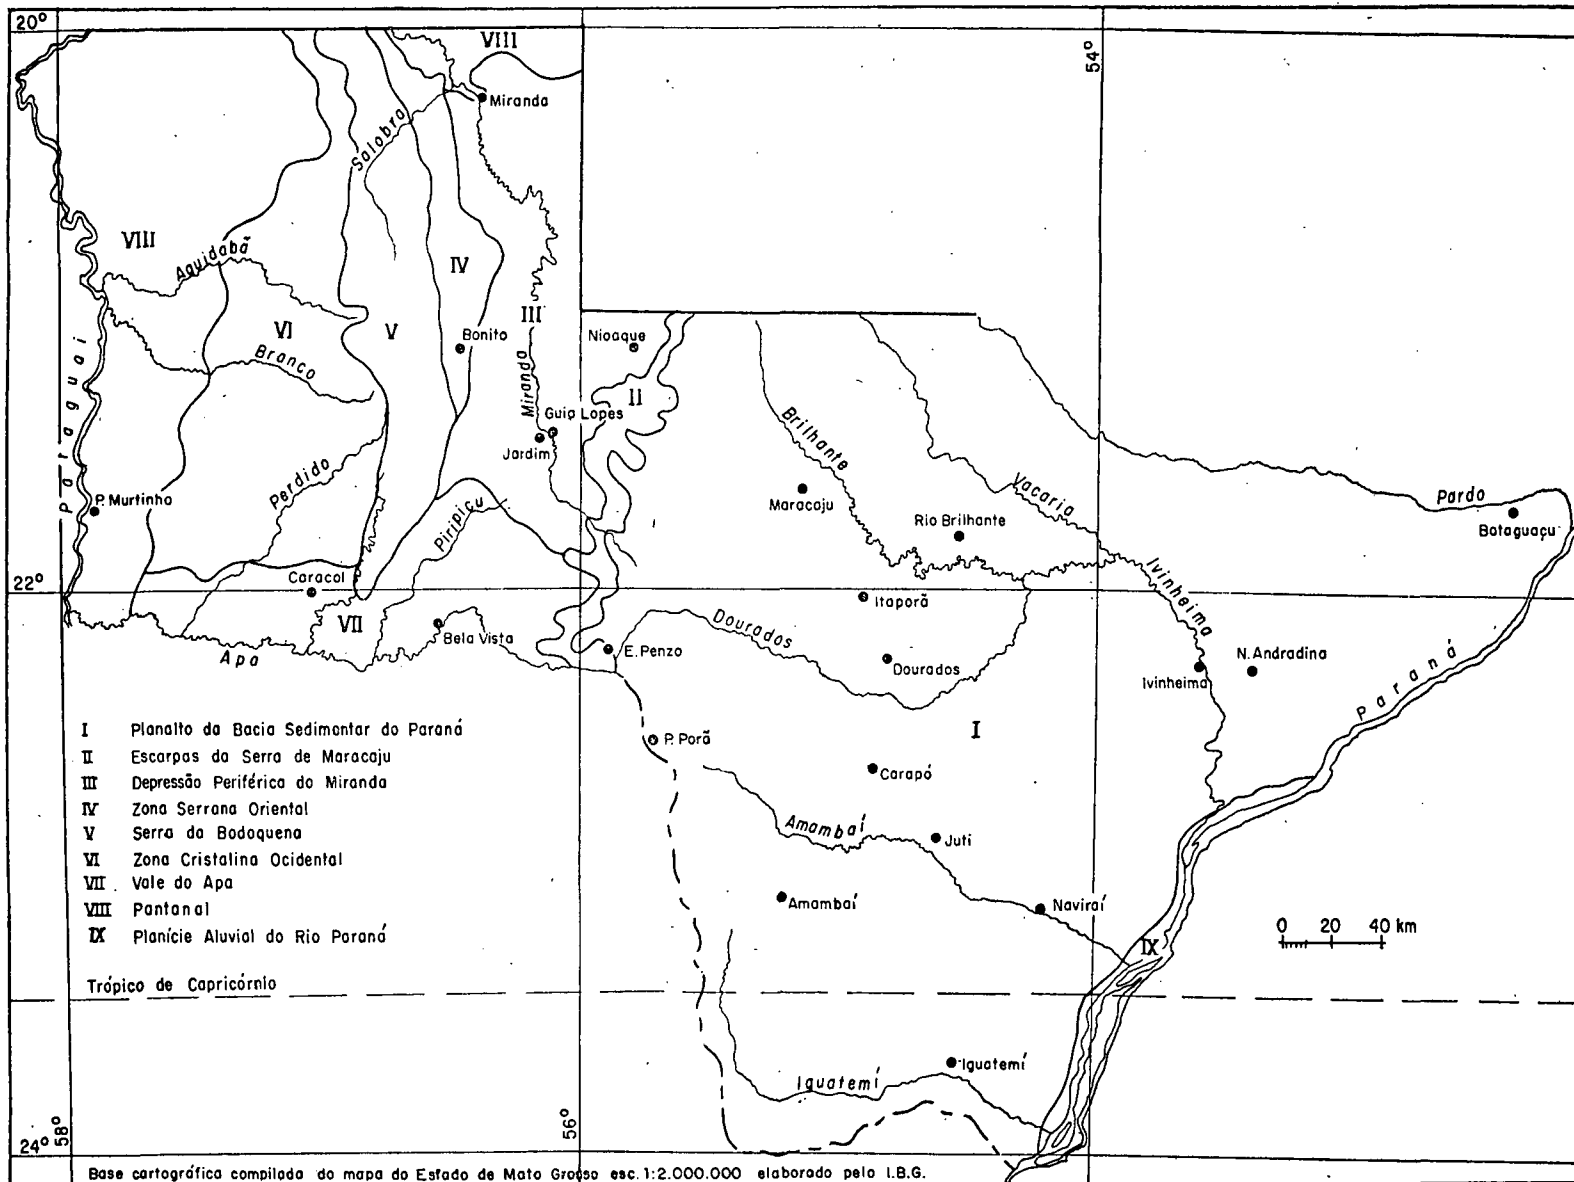 20°
54°
VIII
Miranda
Salobra
VIII
Aquidabã
IV
VI
V
III
Bonito
Nioaque
Branco
Miranda
II
Paraguai
Guia Lopes
Jardim
Brilhante
Perdido
Maracaju
Vacaria
Pardo
P. Murtinho
Piripiçu
Rio Brilhante
Bataguaçu
22°
Caracol
Itaporã
Ivinheima
VII
Bela Vista
E. Penzo
Dourados
Dourados
Ivinheima
N. Andradina
Paraná
Apa
I
P. Porã
Carapó
Amambaí
Juti
Amambaí
Naviraí
IX
0 20 40 km
I Planalto da Bacia Sedimentar do Paraná
II Escarpas da Serra de Maracaju
III Depressão Periférica do Miranda
IV Zona Serrana Oriental
V Serra da Bodoquena
VI Zona Cristalina Ocidental
VII Vale do Apa
VIII Pantanal
IX Planície Aluvial do Rio Paraná
Trópico de Capricórnio
Iguatemí
Iguatemí
24°
58°
56°
Base cartográfica compilada do mapa do Estado de Mato Grosso esc. 1:2.000.000 elaborado pelo I.B.G.